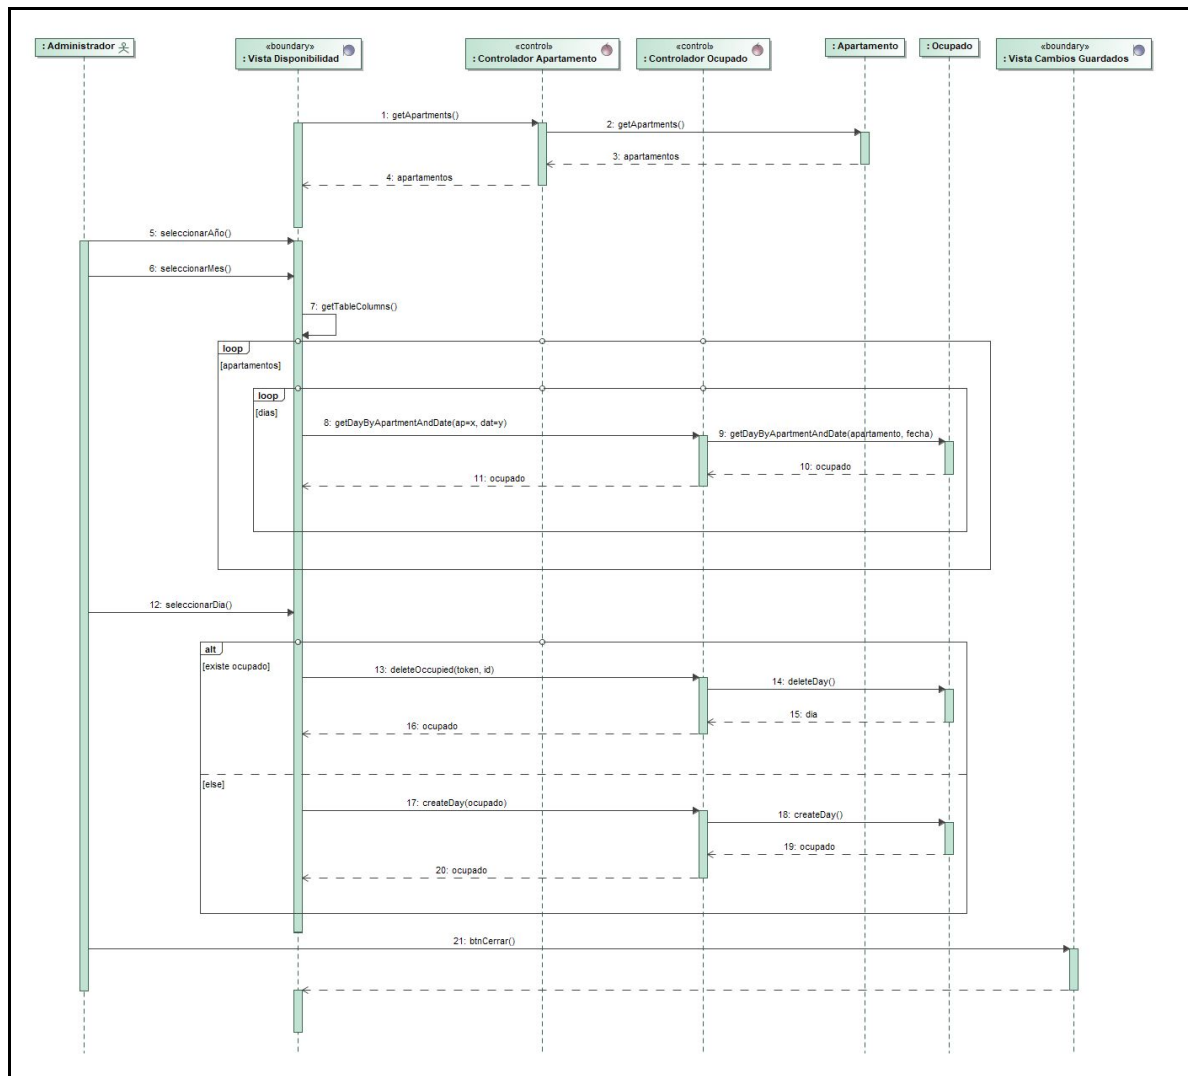 : Administrador
«boundary»
: Vista Disponibilidad
«control»
: Controlador Apartamento
«control»
: Controlador Ocupado
: Apartamento
: Ocupado
«boundary»
: Vista Cambios Guardados
1: getApartments()
2: getApartments()
3: apartamentos
4: apartamentos
5: seleccionarAño()
6: seleccionarMes()
7: getTableColumns()
loop
[apartamentos]
loop
[dias]
8: getDayByApartmentAndDate(ap=x, dat=y)
9: getDayByApartmentAndDate(apartamento, fecha)
10: ocupado
11: ocupado
12: seleccionarDia()
alt
[existe ocupado]
13: deleteOccupied(token, id)
14: deleteDay()
15: dia
16: ocupado
[else]
17: createDay(ocupado)
18: createDay()
19: ocupado
20: ocupado
21: btnCerrar()